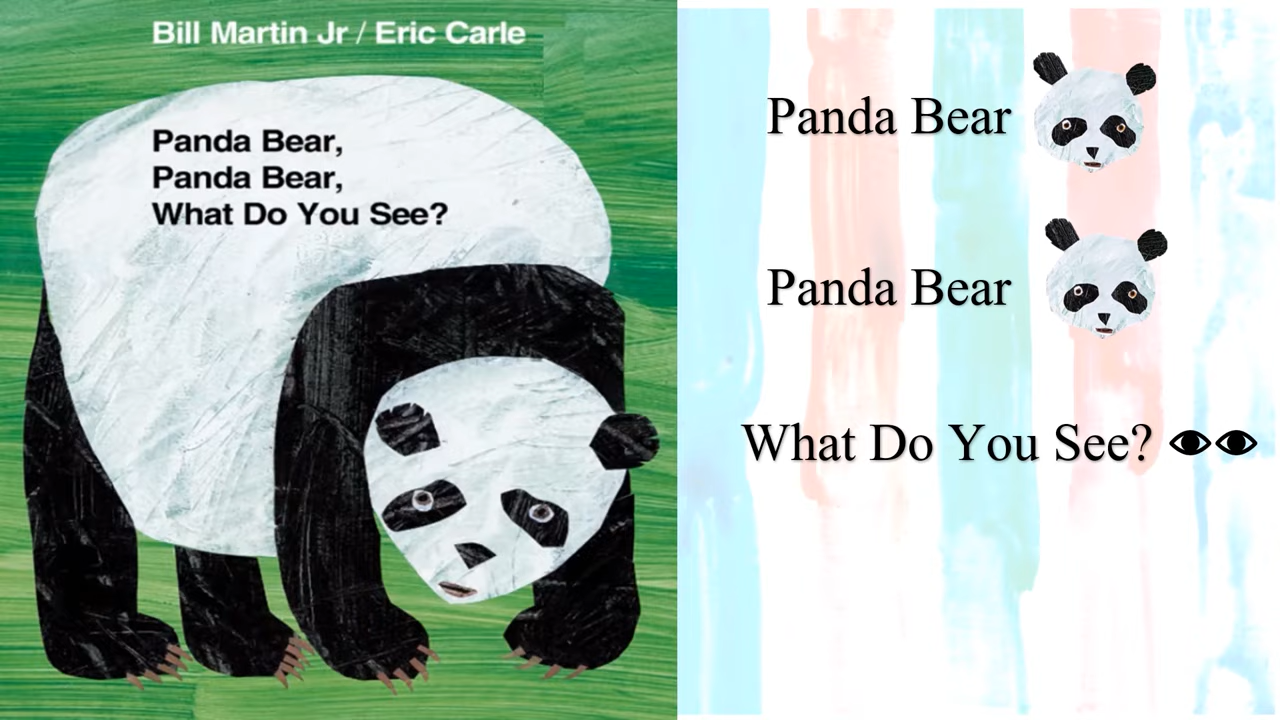 Bill Martin Jr / Eric Carle
Panda Bear,
Panda Bear,
What Do You See?
Panda Bear
Panda Bear
What Do You See?